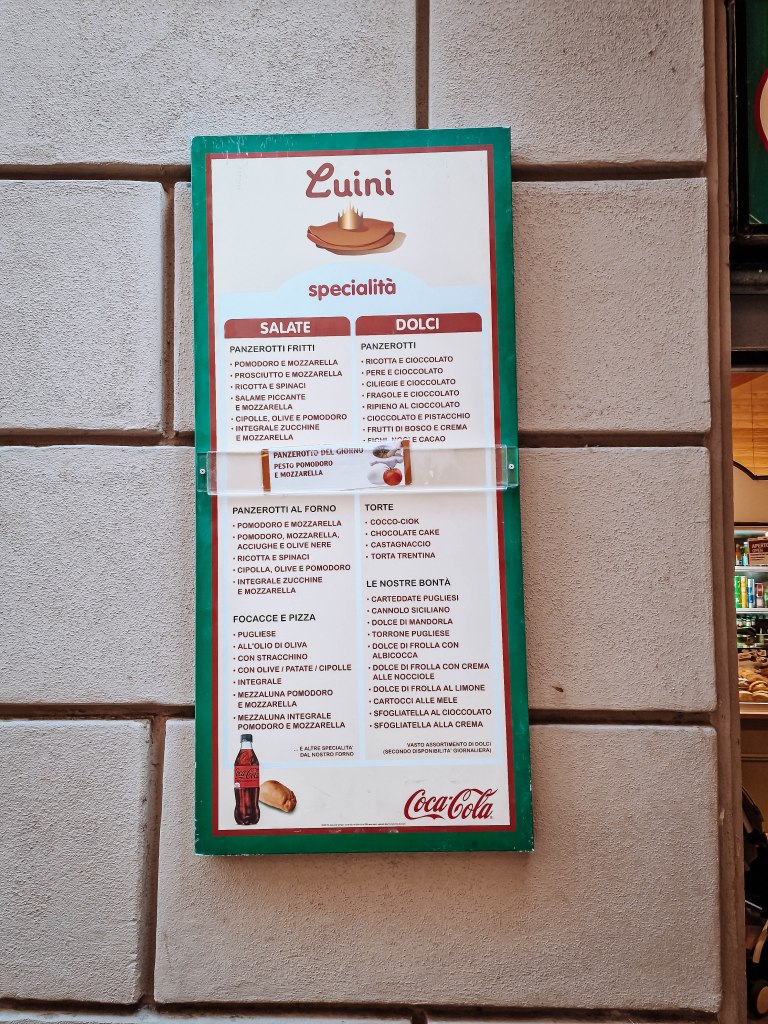 Luini
specialità
SALATE
PANZEROTTI FRITTI
• POMODORO E MOZZARELLA
• PROSCIUTTO E MOZZARELLA
• RICOTTA E SPINACI
• SALAME PICCANTE
E MOZZARELLA
• CIPOLLE, OLIVE E POMODORO
• INTEGRALE ZUCCHINE
E MOZZARELLA
DOLCI
PANZEROTTI
• RICOTTA E CIOCCOLATO
• PERE E CIOCCOLATO
• CILIEGIE E CIOCCOLATO
• FRAGOLE E CIOCCOLATO
• RIPIENO AL CIOCCOLATO
• CIOCCOLATO E PISTACCHIO
• FRUTTI DI BOSCO E CREMA
• FICHI, NOCI E CACAO
PANZEROTTO DEL GIORNO
PESTO POMODORO
E MOZZARELLA
PANZEROTTI AL FORNO
• POMODORO E MOZZARELLA
• POMODORO, MOZZARELLA,
ACCIUGHE E OLIVE NERE
• RICOTTA E SPINACI
• CIPOLLA, OLIVE E POMODORO
• INTEGRALE ZUCCHINE
E MOZZARELLA
FOCACCE E PIZZA
• PUGLIESE
• ALL'OLIO DI OLIVA
• CON STRACCHINO
• CON OLIVE / PATATE / CIPOLLE
• INTEGRALE
• MEZZALUNA POMODORO
E MOZZARELLA
• MEZZALUNA INTEGRALE
POMODORO E MOZZARELLA
... E ALTRE SPECIALITA'
DAL NOSTRO FORNO
TORTE
• COCCO-CIOK
• CHOCOLATE CAKE
• CASTAGNACCIO
• TORTA TRENTINA
LE NOSTRE BONTÀ
• CARTEDDATE PUGLIESI
• CANNOLO SICILIANO
• DOLCE DI MANDORLA
• TORRONE PUGLIESE
• DOLCE DI FROLLA CON
ALBICOCCA
• DOLCE DI FROLLA CON CREMA
ALLE NOCCIOLE
• DOLCE DI FROLLA AL LIMONE
• CARTOCCI ALLE MELE
• SFOGLIATELLA AL CIOCCOLATO
• SFOGLIATELLA ALLA CREMA
VASTO ASSORTIMENTO DI DOLCI
(SECONDO DISPONIBILITA' GIORNALIERA)
Coca-Cola
Coca-Cola